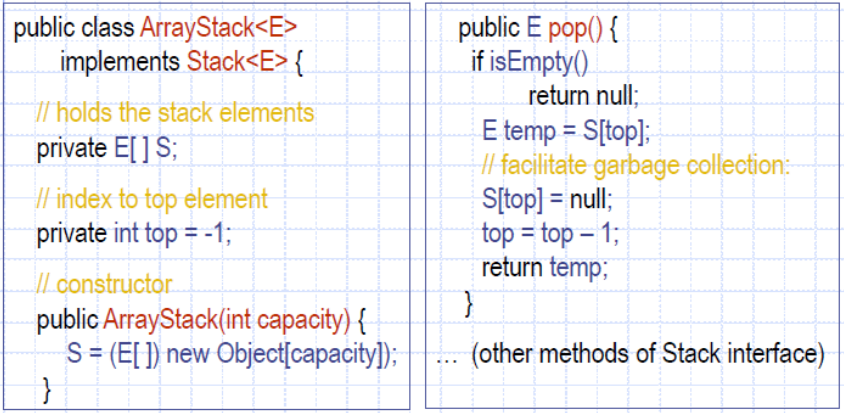 public class ArrayStack<E>
implements Stack<E> {
// holds the stack elements
private E[ ] S;
// index to top element
private int top = -1;
// constructor
public ArrayStack(int capacity) {
S = (E[ ]) new Object[capacity]);
}
public E pop() {
if isEmpty()
return null;
E temp = S[top];
// facilitate garbage collection:
S[top] = null;
top = top – 1;
return temp;
}
… (other methods of Stack interface)